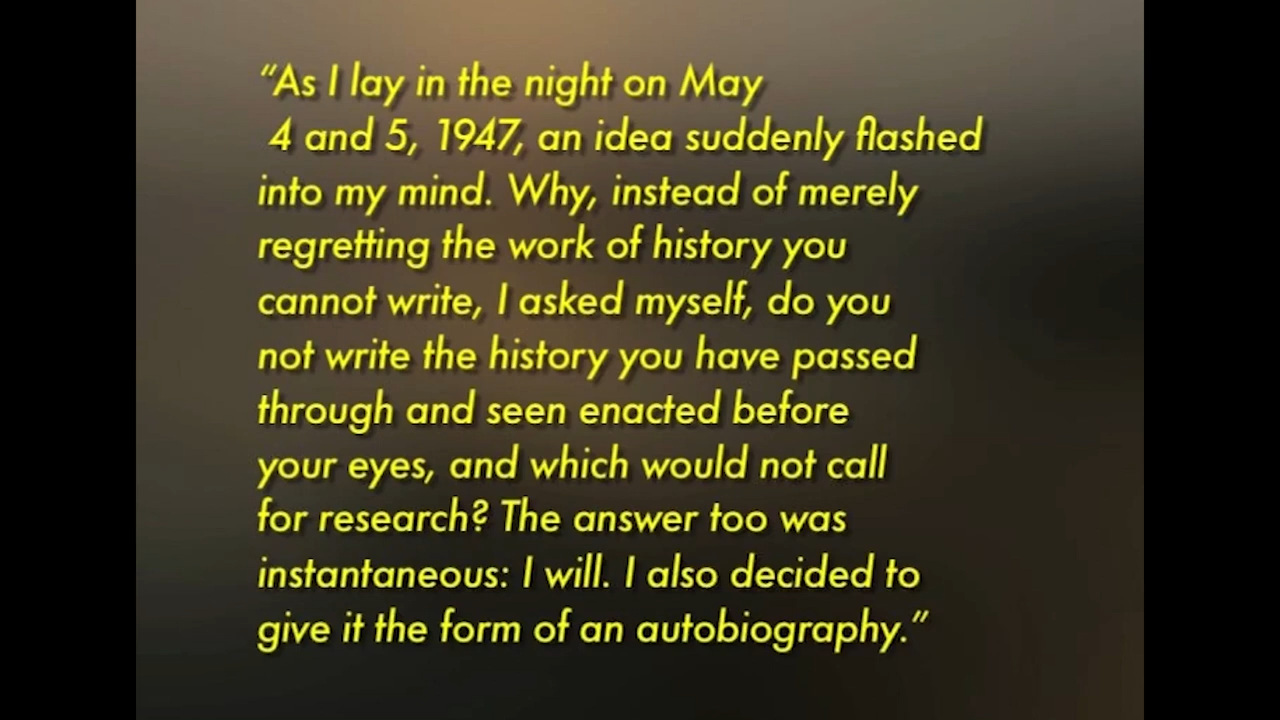 “As I lay in the night on May
4 and 5, 1947, an idea suddenly flashed
into my mind. Why, instead of merely
regretting the work of history you
cannot write, I asked myself, do you
not write the history you have passed
through and seen enacted before
your eyes, and which would not call
for research? The answer too was
instantaneous: I will. I also decided to
give it the form of an autobiography.”